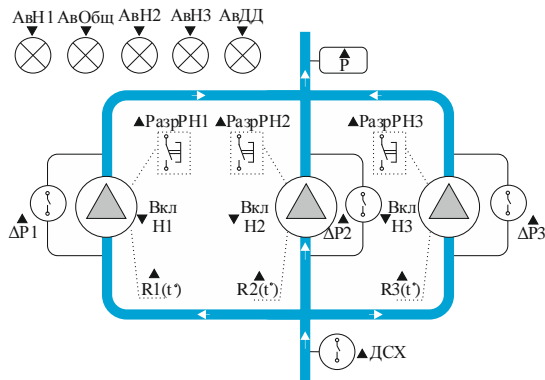 АвН1 АвОбщ АвН2 АвН3 АвДД
▲
P
▲РазрРН1 ▲РазрРН2 ▲РазрРН3
▲
ΔP1
Вкл
▼ Н1
Вкл
▼ Н2
▲
ΔP2
Вкл
▼ Н3
▲
ΔP3
▲
R1(t°)
▲
R2(t°)
▲
R3(t°)
▲ДСХ